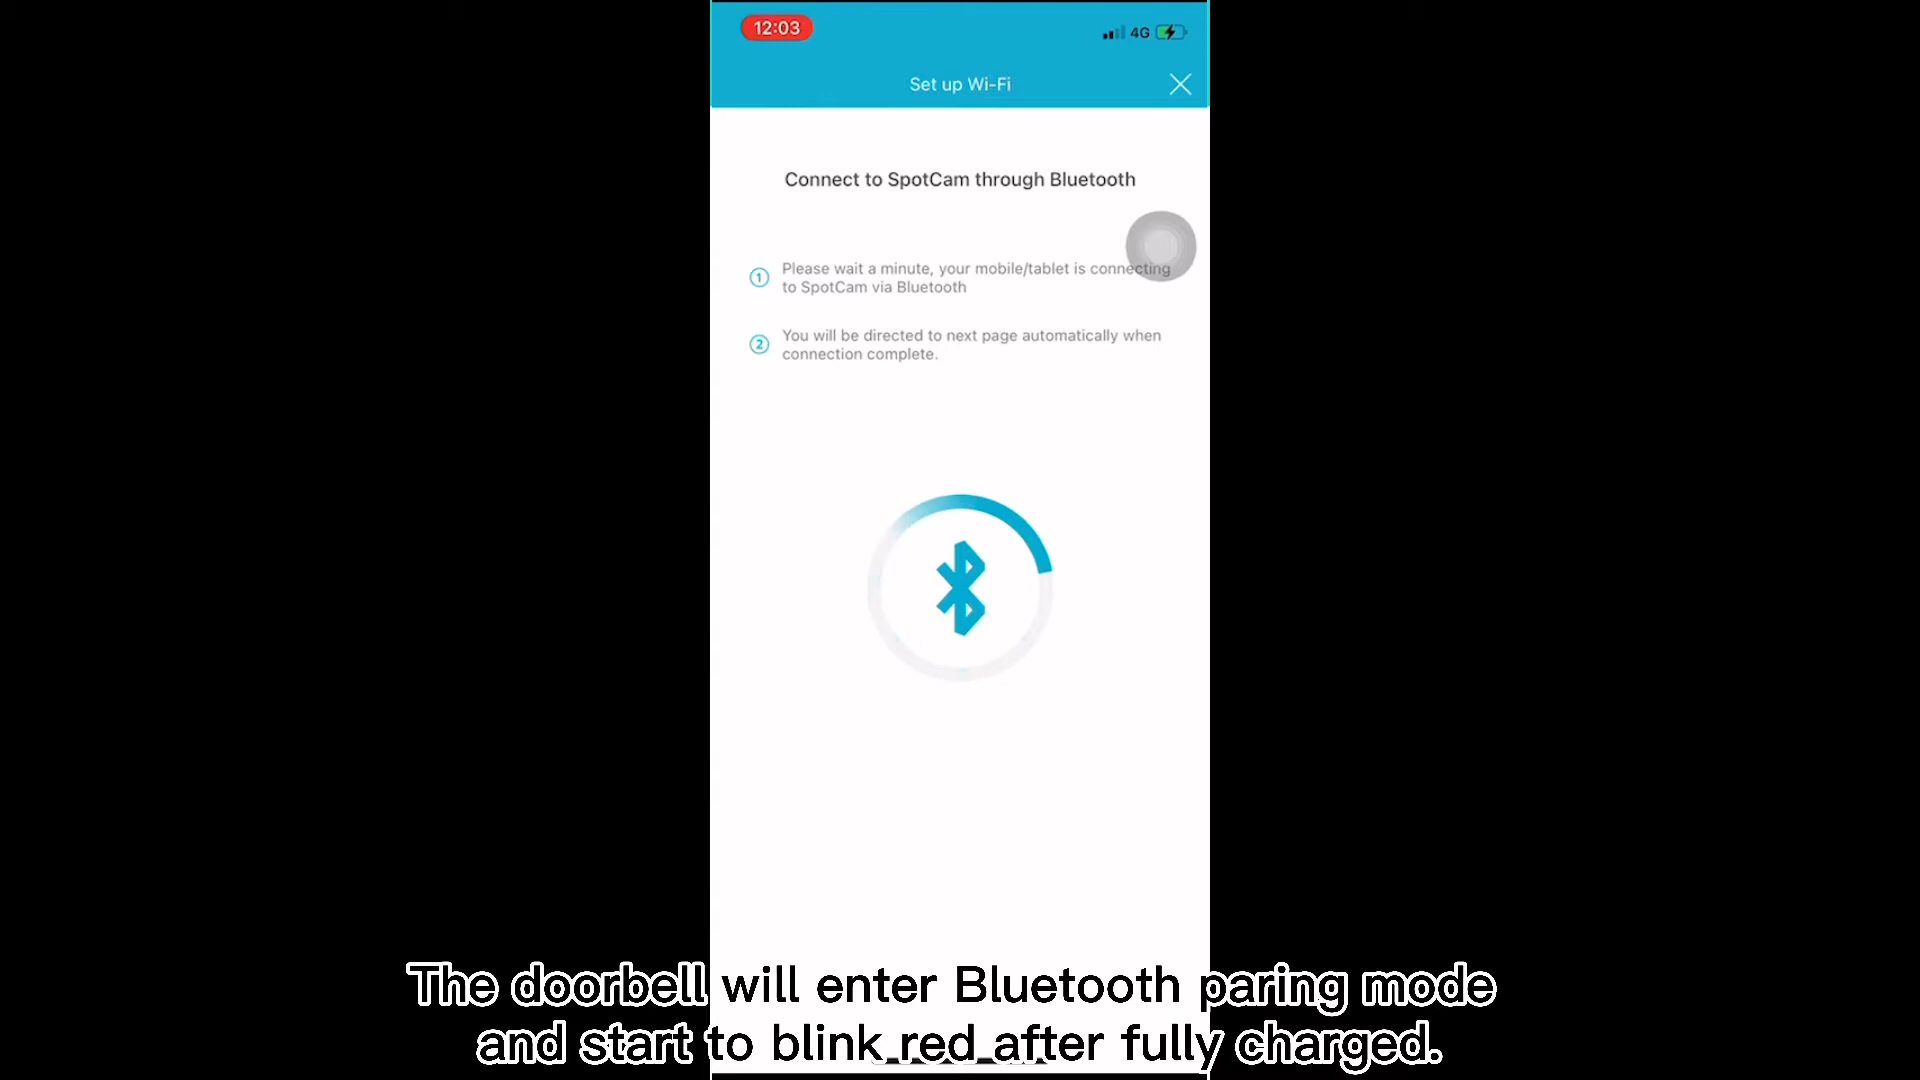 12:03
4G
Set up Wi-Fi
Connect to SpotCam through Bluetooth
1
Please wait a minute, your mobile/tablet is connecting
to SpotCam via Bluetooth
2
You will be directed to next page automatically when
connection complete.
The doorbell will enter Bluetooth paring mode
and start to blink red after fully charged.